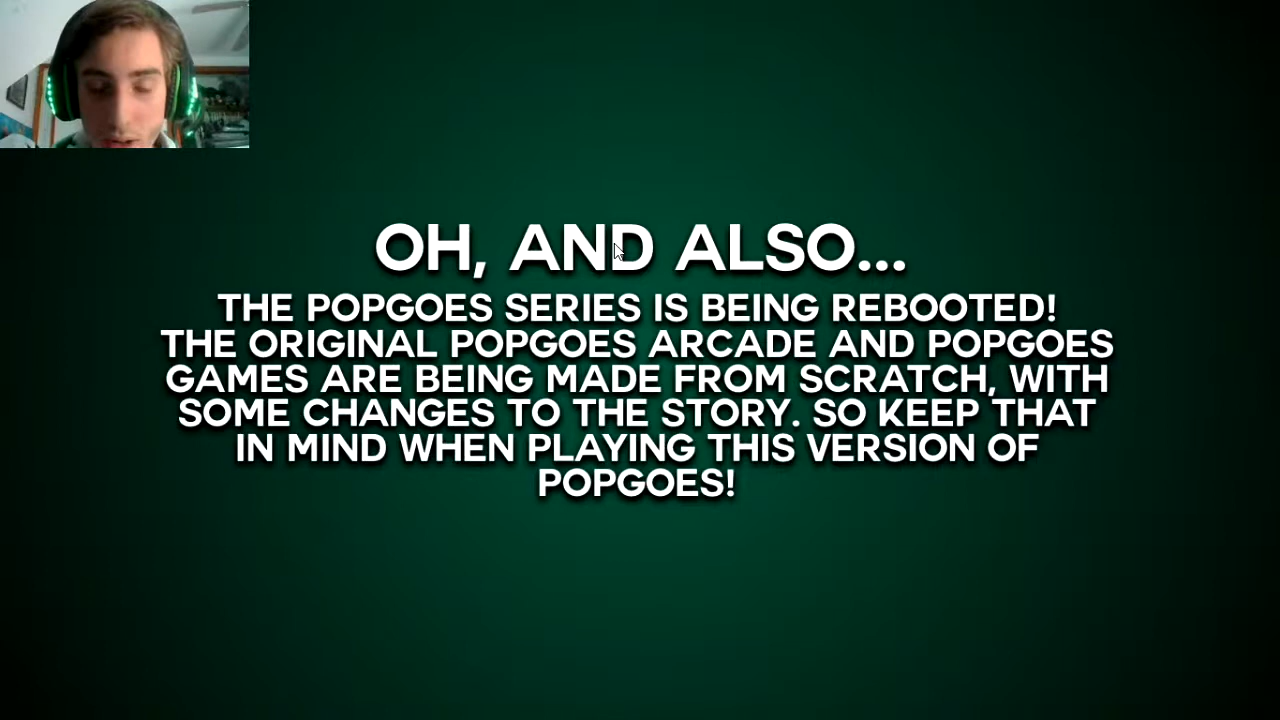 OH, AND ALSO...
THE POPGOES SERIES IS BEING REBOOTED!
THE ORIGINAL POPGOES ARCADE AND POPGOES
GAMES ARE BEING MADE FROM SCRATCH, WITH
SOME CHANGES TO THE STORY. SO KEEP THAT
IN MIND WHEN PLAYING THIS VERSION OF
POPGOES!